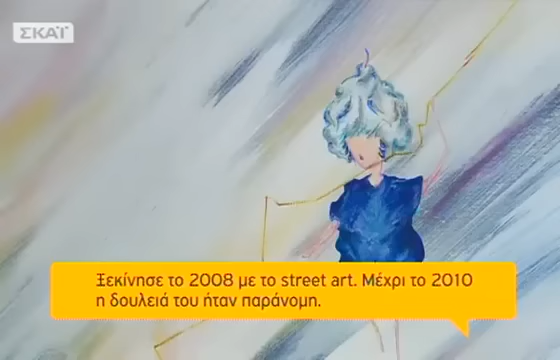 ΣΚΑΪ
Ξεκίνησε το 2008 με το street art. Μέχρι το 2010
η δουλειά του ήταν παράνομη.